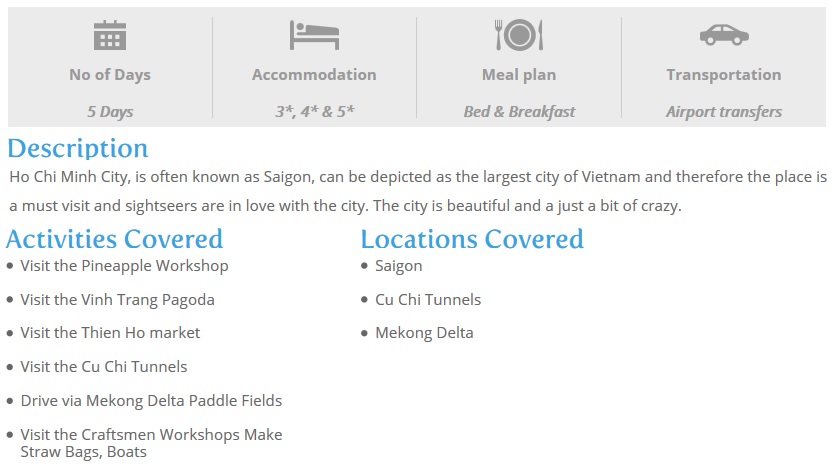 No of Days
Accommodation
Meal plan
Transportation
5 Days
3*, 4* & 5*
Bed & Breakfast
Airport transfers
Description
Ho Chi Minh City, is often known as Saigon, can be depicted as the largest city of Vietnam and therefore the place is
a must visit and sightseers are in love with the city. The city is beautiful and a just a bit of crazy.
Activities Covered
Visit the Pineapple Workshop
Visit the Vinh Trang Pagoda
Visit the Thien Ho market
Visit the Cu Chi Tunnels
Drive via Mekong Delta Paddle Fields
Visit the Craftsmen Workshops Make
Straw Bags, Boats
Locations Covered
Saigon
Cu Chi Tunnels
Mekong Delta